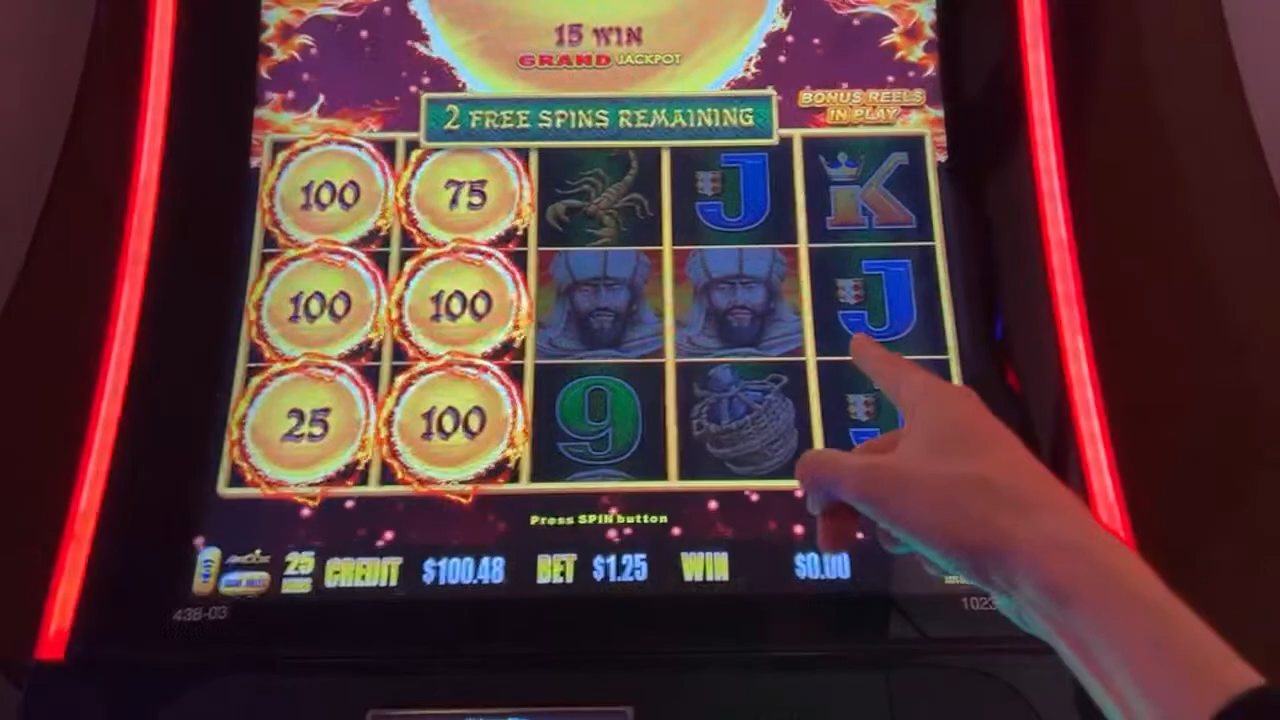 15 WIN
GRAND JACKPOT
BONUS REELS
IN PLAY
2 FREE SPINS REMAINING
100 75 J K
100 100 J
25 100 9 J
Press SPIN button
25 CREDIT $100.48 BET $1.25 WIN $0.00
438-03